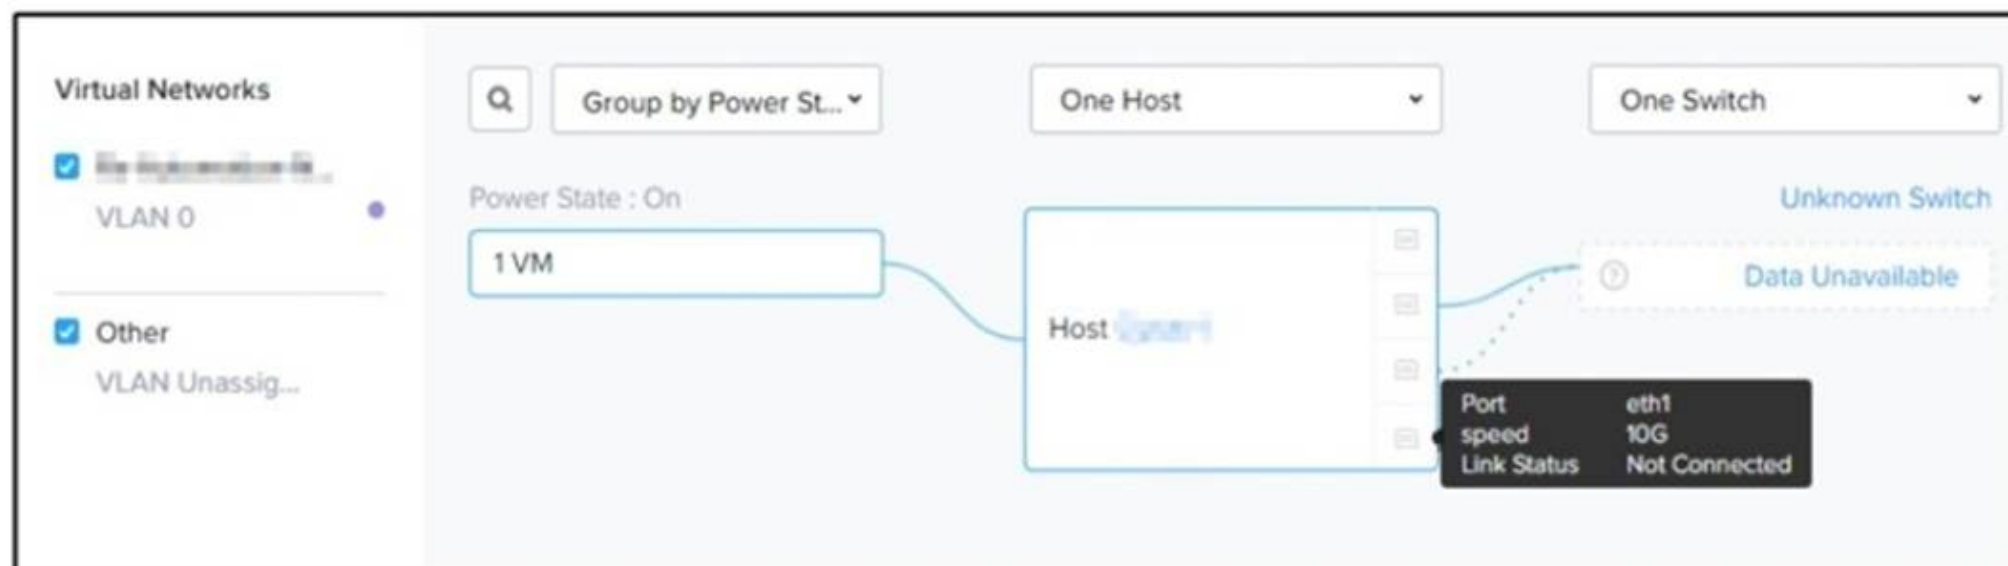 Virtual Networks
VLAN 0
Other
VLAN Unassig...
Group by Power St...
One Host
One Switch
Power State : On
1 VM
Host
Unknown Switch
Data Unavailable
Port eth1
speed 10G
Link Status Not Connected